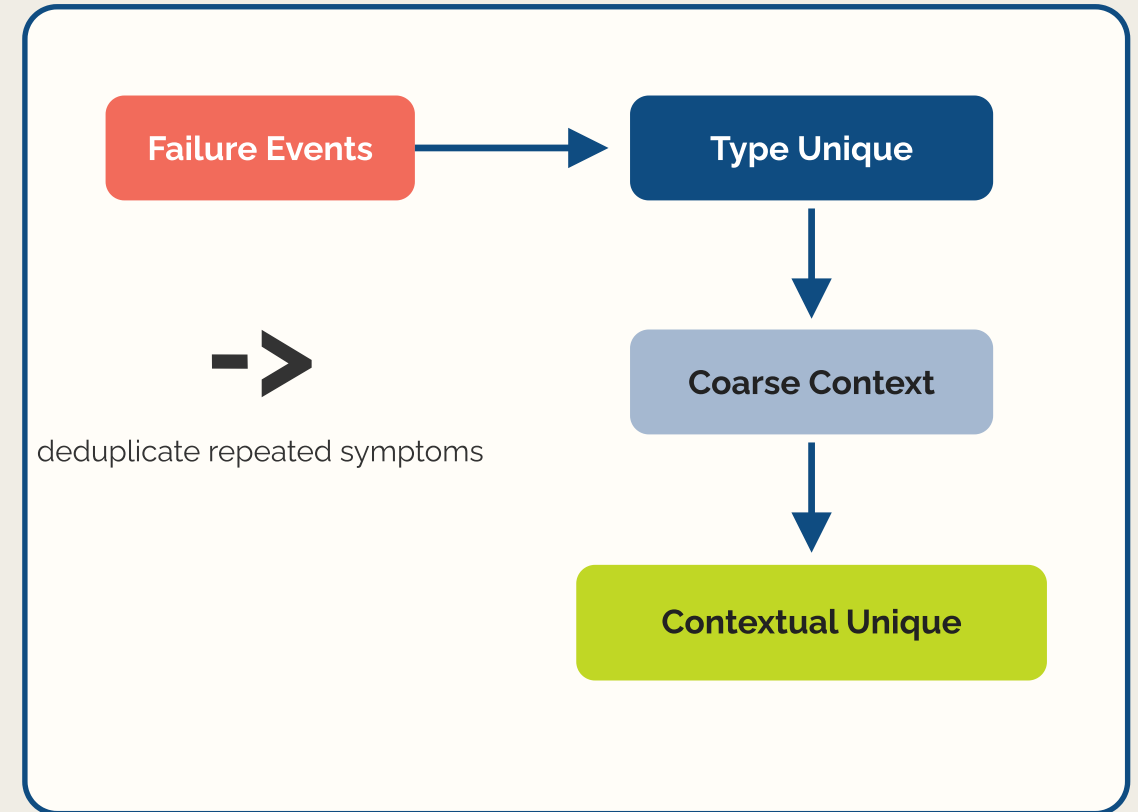 Failure Events
Type Unique
->
Coarse Context
deduplicate repeated symptoms
Contextual Unique